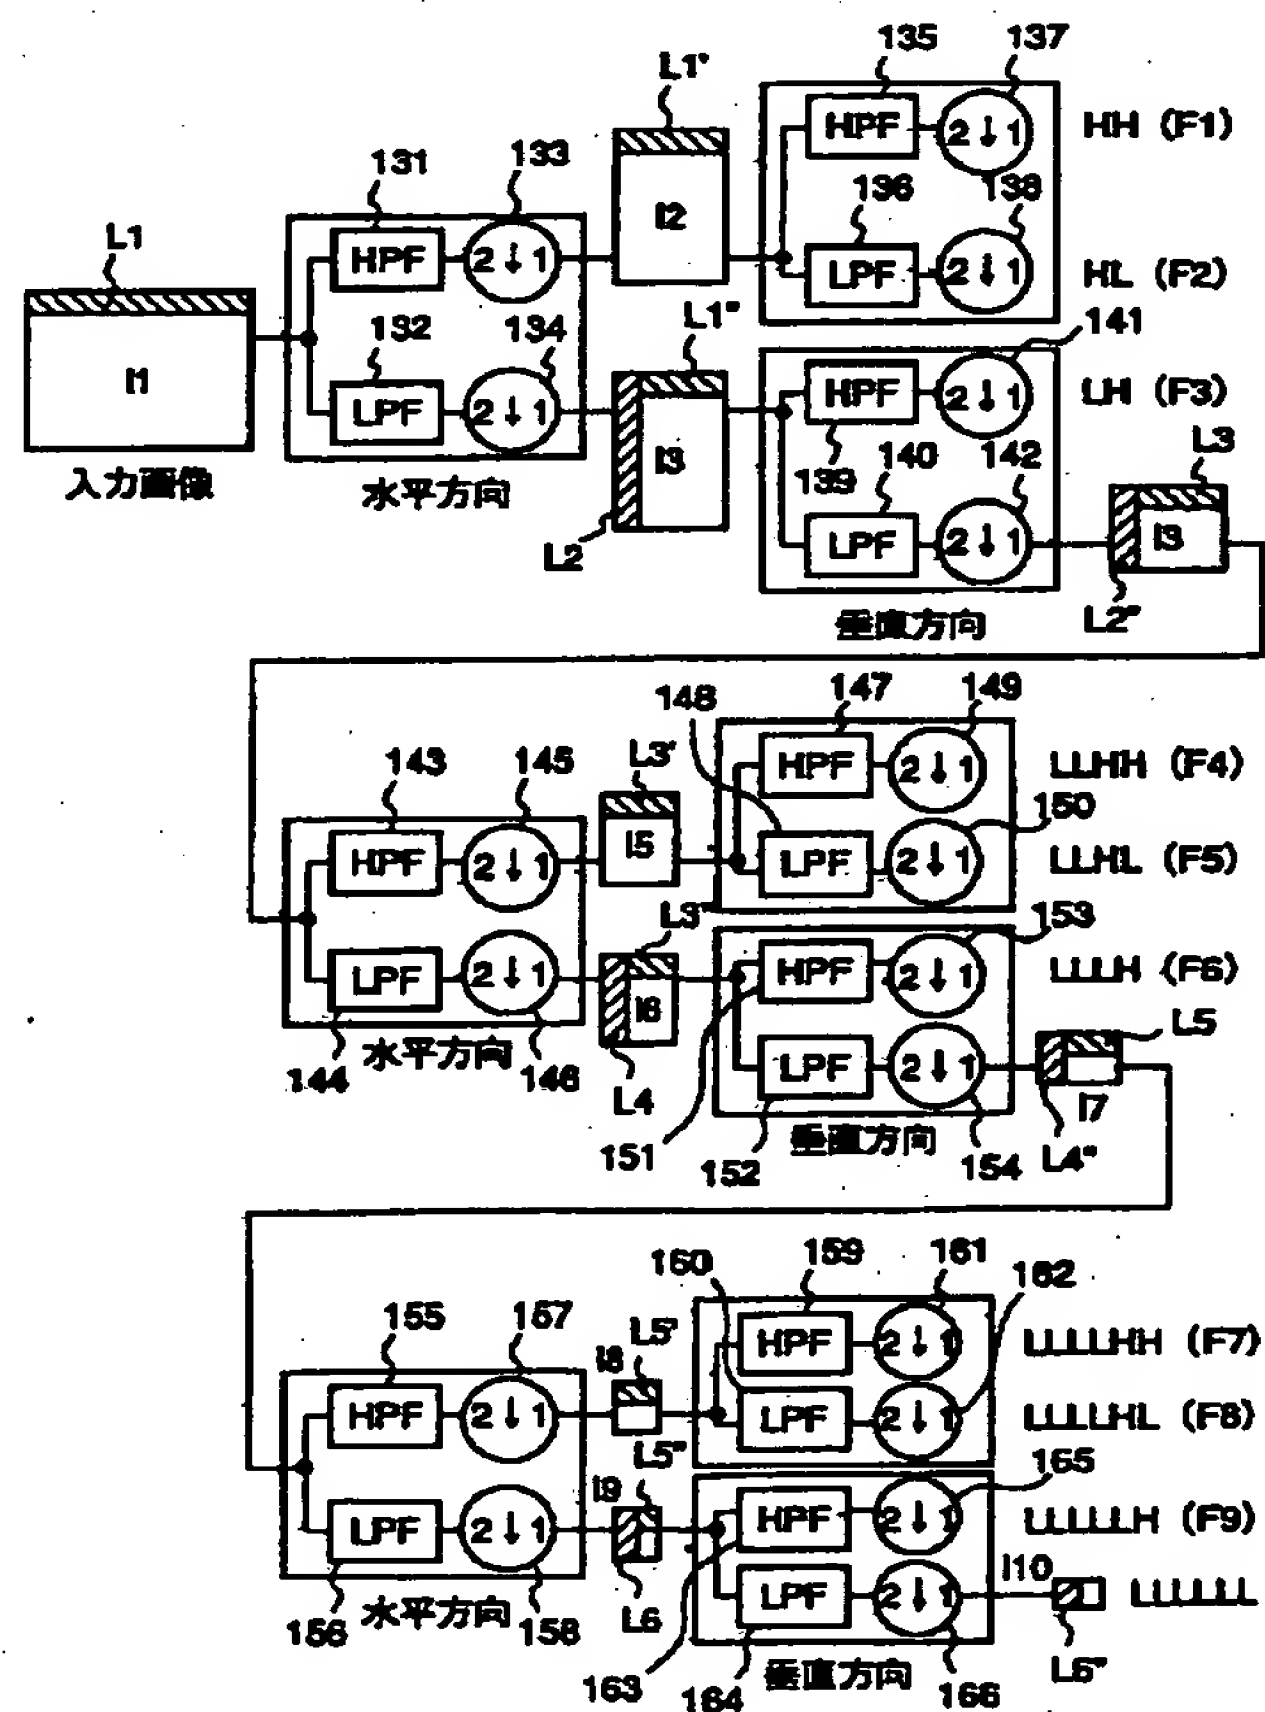 135 137
L1'
HPF 2↓1 HH (F1)
131 133
136 138
I2
L1
HPF 2↓1
LPF 2↓1 HL (F2)
132 134
L1"
141
HPF 2↓1 LH (F3)
LPF 2↓1
I3
139 140 142
L3
入力画像
水平方向
L2
LPF 2↓1
I3
L2"
垂直方向
147 149
148
HPF 2↓1 LLHH (F4)
143 145
L3'
150
I5
HPF 2↓1
LPF 2↓1 LLHL (F5)
L3"
153
HPF 2↓1 LLLH (F6)
LPF 2↓1
I6
L5
144 水平方向 146
L4
LPF 2↓1
I7
151 152 垂直方向 154 L4"
159 161
160 162
155 157
L5'
I8
HPF 2↓1 LLLLHH (F7)
HPF 2↓1
LPF 2↓1 LLLLHL (F8)
L5"
165
I9
HPF 2↓1 LLLLLH (F9)
LPF 2↓1
I10
LPF 2↓1 LLLLLL
156 水平方向 158
L6
163 164 垂直方向 166 L6"